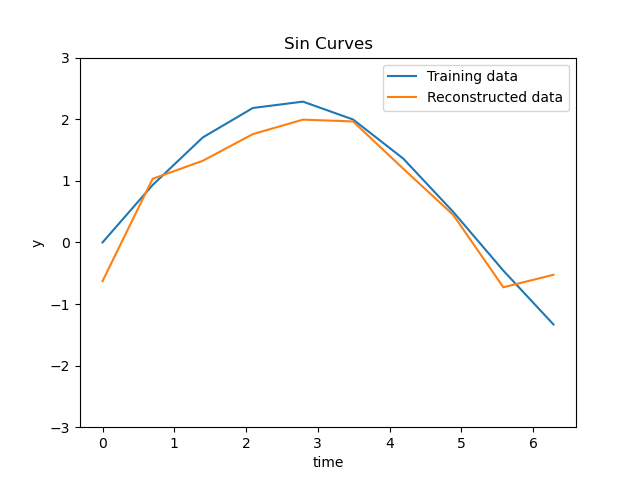 Sin Curves
Training data
Reconstructed data
3
2
1
0
−1
−2
−3
y
0 1 2 3 4 5 6
time